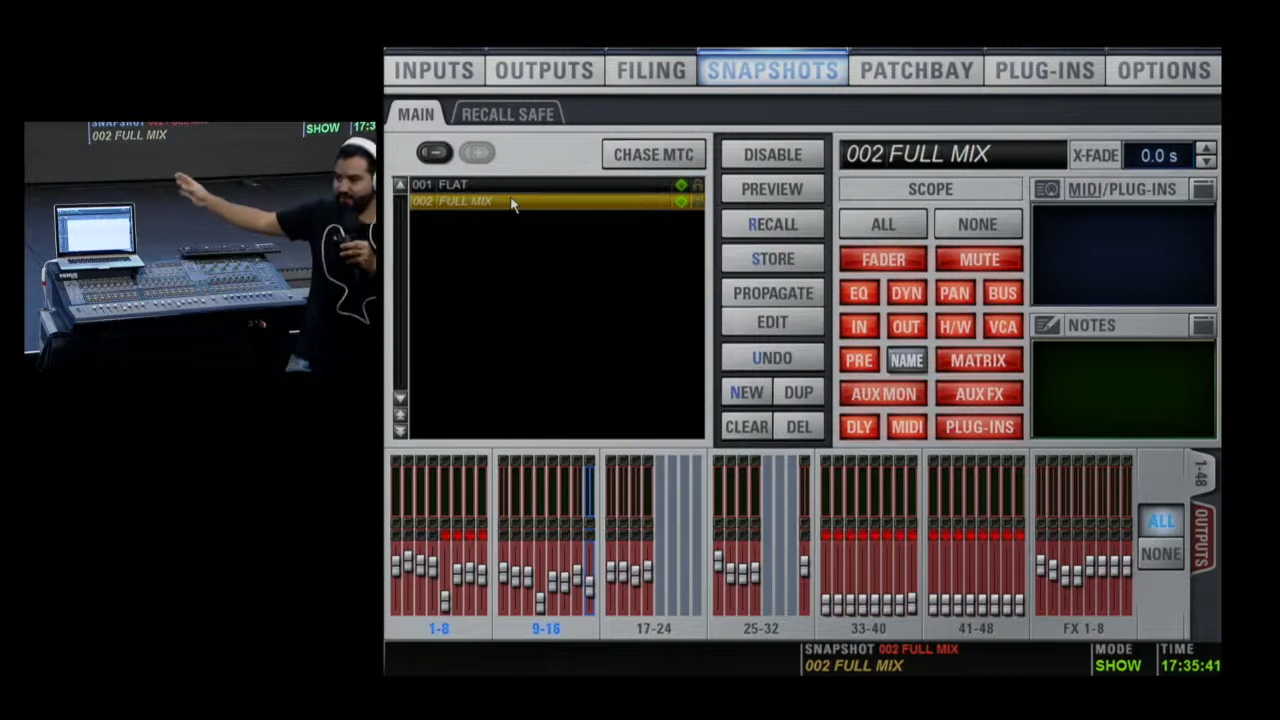 INPUTS OUTPUTS FILING SNAPSHOTS PATCHBAY PLUG-INS OPTIONS
MAIN RECALL SAFE
CHASE MTC
001 FLAT
002 FULL MIX
DISABLE
PREVIEW
RECALL
STORE
PROPAGATE
EDIT
UNDO
NEW DUP
CLEAR DEL
002 FULL MIX X-FADE 0.0 s
SCOPE
ALL NONE
FADER MUTE
EQ DYN PAN BUS
IN OUT H/W VCA
PRE NAME MATRIX
AUX MON AUX FX
DLY MIDI PLUG-INS
MIDI/PLUG-INS
NOTES
1-48
ALL
NONE
OUTPUTS
1-8 9-16 17-24 25-32 33-40 41-48 FX 1-8
SNAPSHOT 002 FULL MIX
002 FULL MIX
MODE
SHOW
TIME
17:35:41
SNAPSHOT
002 FULL MIX
SHOW 17:3
VENUE